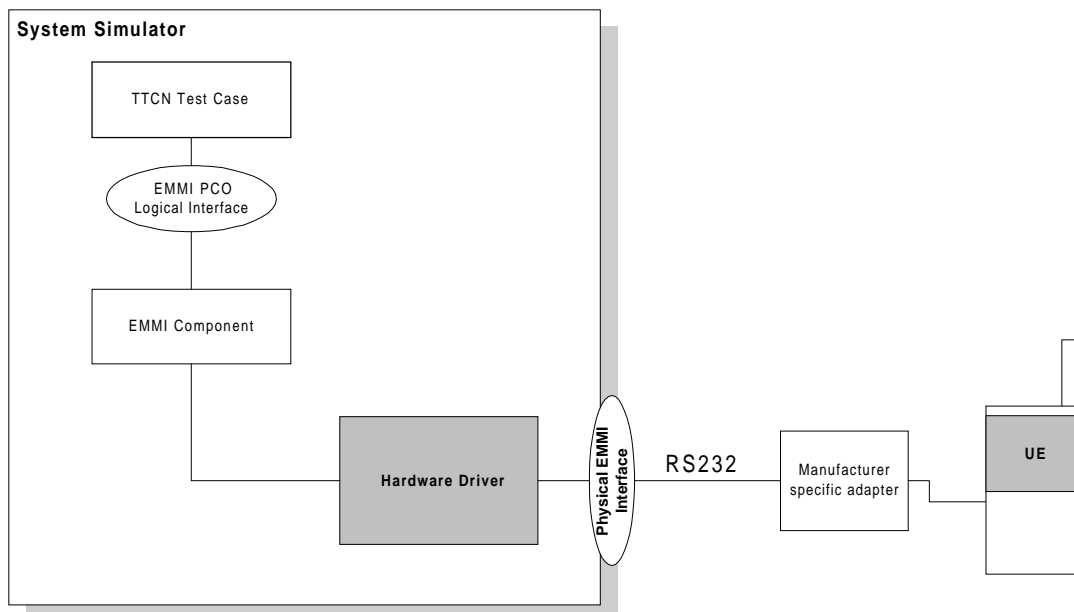 System Simulator
TTCN Test Case
EMMI PCO
Logical Interface
EMMI Component
Hardware Driver
Physical EMMI
Interface
RS232
Manufacturer
specific adapter
UE